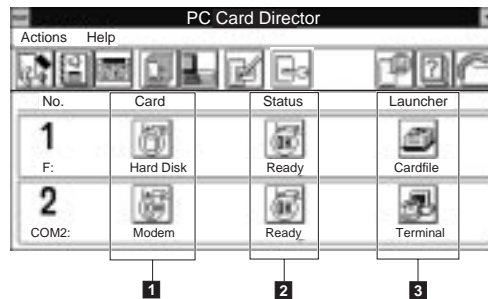 PC Card Director
Actions Help
No. Card Status Launcher
1
F: Hard Disk Ready Cardfile
2
COM2: Modem Ready Terminal
1 2 3